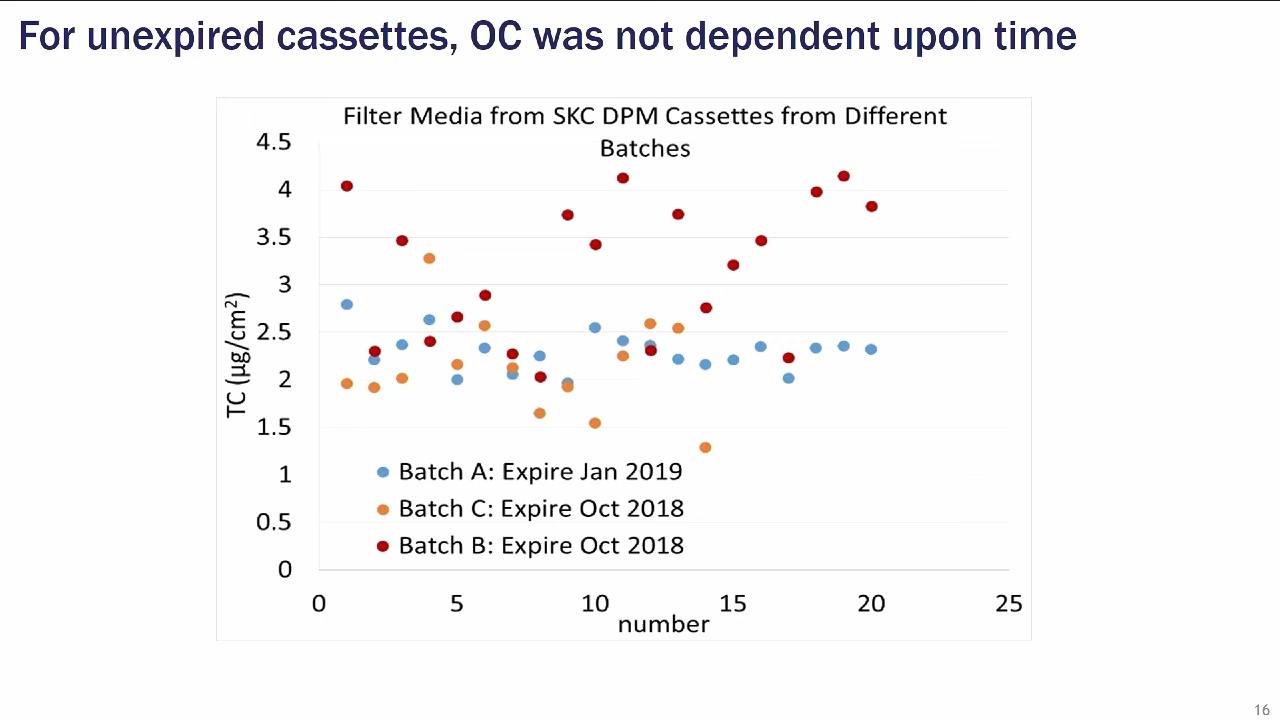 For unexpired cassettes, OC was not dependent upon time
Filter Media from SKC DPM Cassettes from Different
Batches
4.5
4
3.5
3
2.5
2
1.5
1
0.5
0
TC (µg/cm²)
Batch A: Expire Jan 2019
Batch C: Expire Oct 2018
Batch B: Expire Oct 2018
0 5 10 15 20 25
number
16